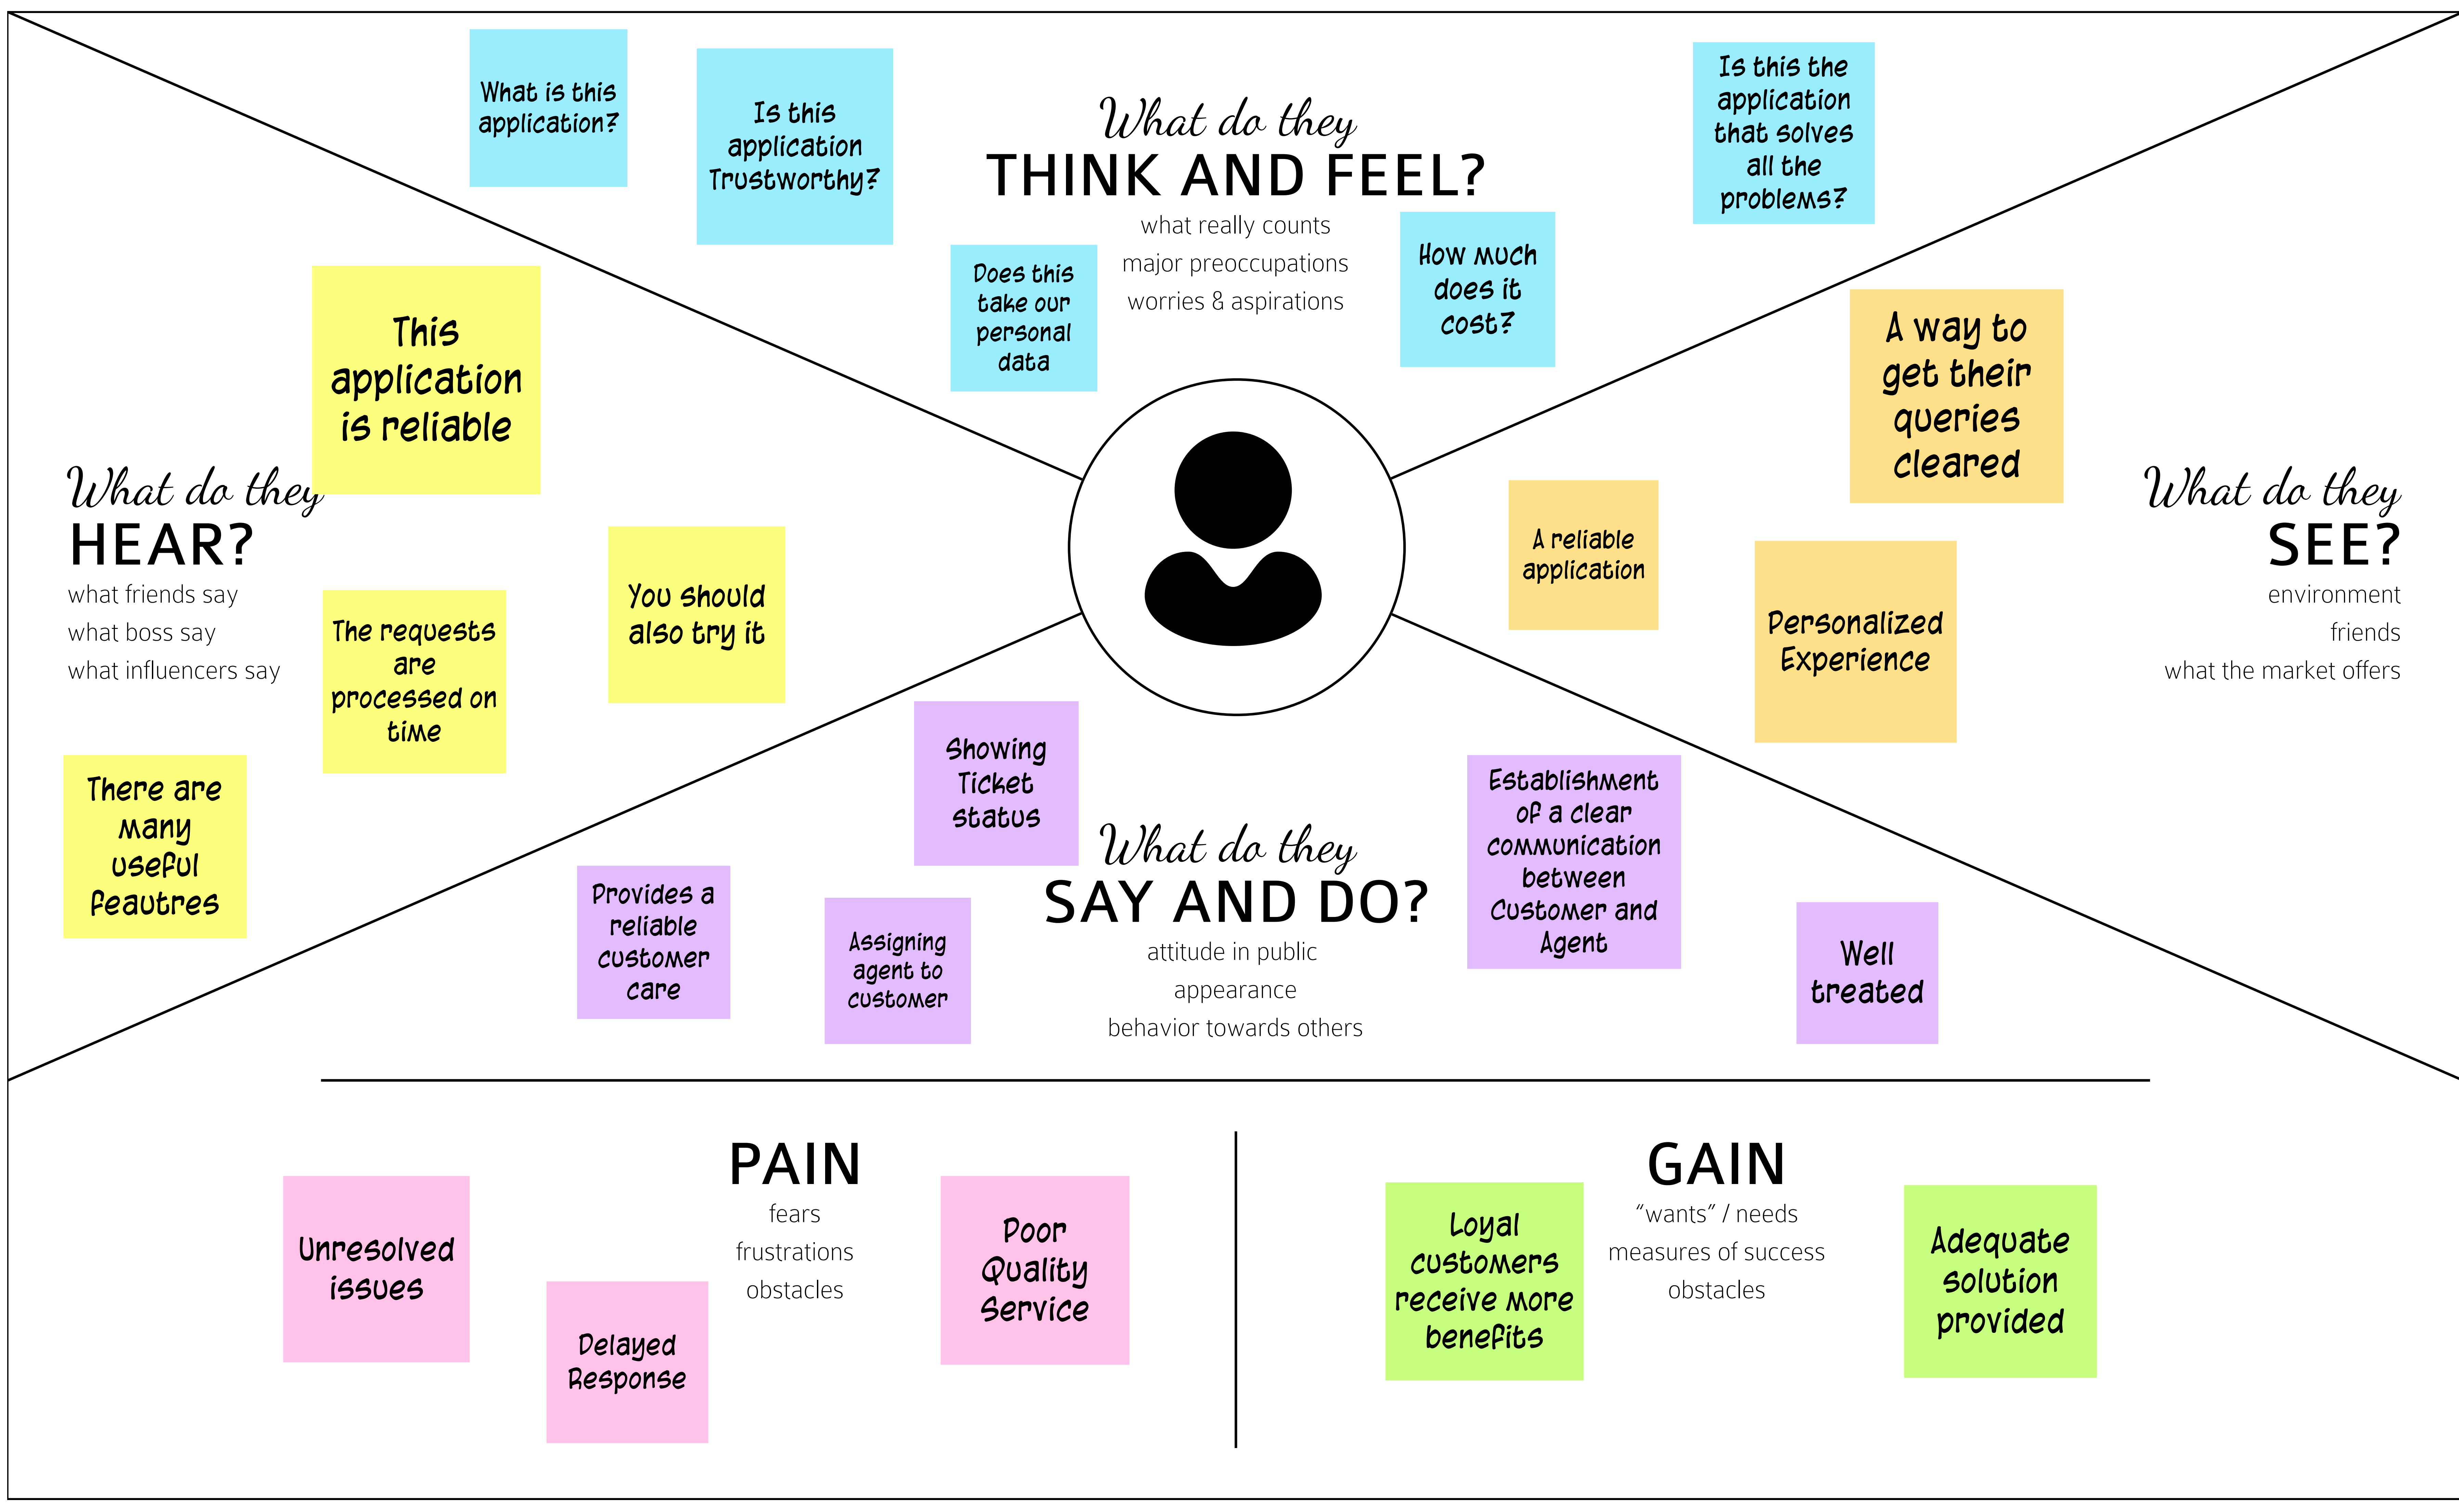 What is this
application?
Is this
application
Trustworthy?
What do they
THINK AND FEEL?
what really counts
major preoccupations
worries & aspirations
Does this
take our
personal
data
How much
does it
cost?
Is this the
application
that solves
all the
problems?
What do they
HEAR?
what friends say
what boss say
what influencers say
This
application
is reliable
You should
also try it
The requests
are
processed on
time
There are
many
useful
feautres
What do they
SEE?
environment
friends
what the market offers
A way to
get their
queries
cleared
A reliable
application
Personalized
Experience
What do they
SAY AND DO?
attitude in public
appearance
behavior towards others
Showing
Ticket
status
Provides a
reliable
customer
care
Assigning
agent to
customer
Establishment
of a clear
communication
between
Customer and
Agent
Well
treated
PAIN
fears
frustrations
obstacles
Unresolved
issues
Delayed
Response
Poor
Quality
Service
GAIN
“wants” / needs
measures of success
obstacles
Loyal
customers
receive more
benefits
Adequate
solution
provided